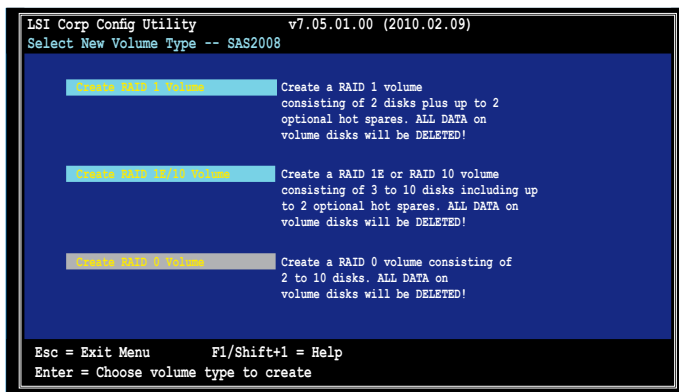 LSI Corp Config Utility v7.05.01.00 (2010.02.09)
Select New Volume Type -- SAS2008
Create RAID 1 Volume Create a RAID 1 volume
consisting of 2 disks plus up to 2
optional hot spares. ALL DATA on
volume disks will be DELETED!
Create RAID 1E/10 Volume Create a RAID 1E or RAID 10 volume
consisting of 3 to 10 disks including up
to 2 optional hot spares. ALL DATA on
volume disks will be DELETED!
Create RAID 0 Volume Create a RAID 0 volume consisting of
2 to 10 disks. ALL DATA on
volume disks will be DELETED!
Esc = Exit Menu F1/Shift+1 = Help
Enter = Choose volume type to create